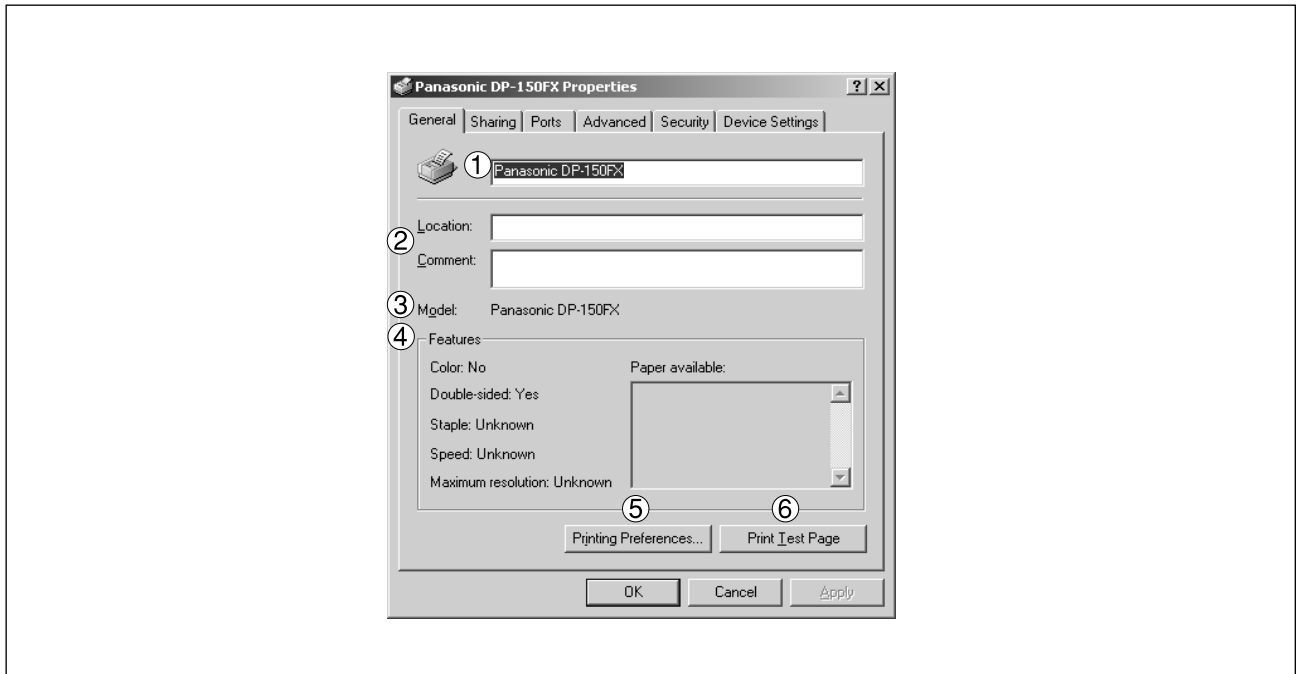 Panasonic DP-150FX Properties
? X
General Sharing Ports Advanced Security Device Settings
① Panasonic DP-150FX
Location:
②
Comment:
③ Model: Panasonic DP-150FX
④ Features
Color: No Paper available:
Double-sided: Yes
Staple: Unknown
Speed: Unknown
Maximum resolution: Unknown
⑤ ⑥
Printing Preferences... Print Test Page
OK Cancel Apply